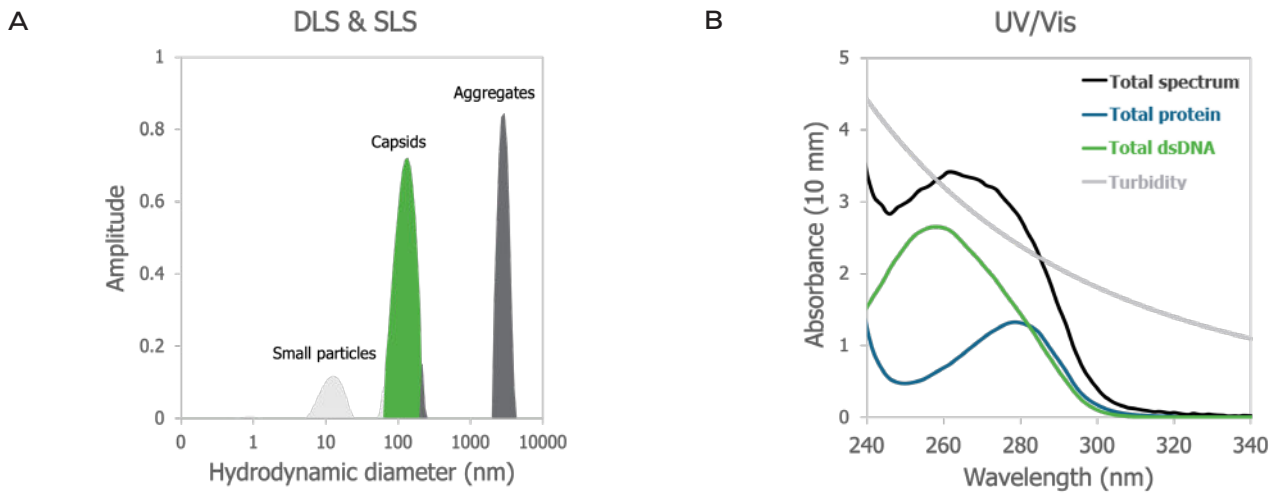 A
DLS & SLS
Amplitude
1
0.8
0.6
0.4
0.2
0
Aggregates
Capsids
Small particles
0 1 10 100 1000 10000
Hydrodynamic diameter (nm)
B
UV/Vis
Absorbance (10 mm)
5
4
3
2
1
0
Total spectrum
Total protein
Total dsDNA
Turbidity
240 260 280 300 320 340
Wavelength (nm)